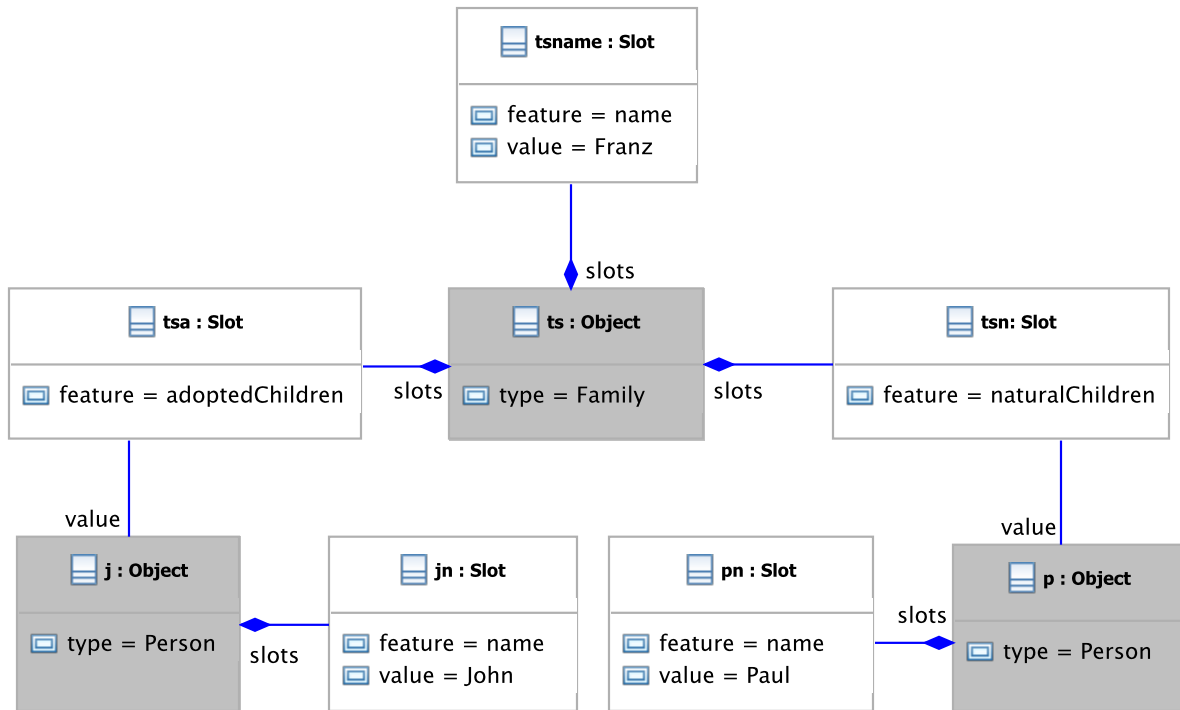 tsname : Slot
feature = name
value = Franz
slots
tsa : Slot
feature = adoptedChildren
slots
ts : Object
type = Family
slots
tsn: Slot
feature = naturalChildren
value
value
j : Object
type = Person
slots
jn : Slot
feature = name
value = John
pn : Slot
feature = name
value = Paul
slots
p : Object
type = Person